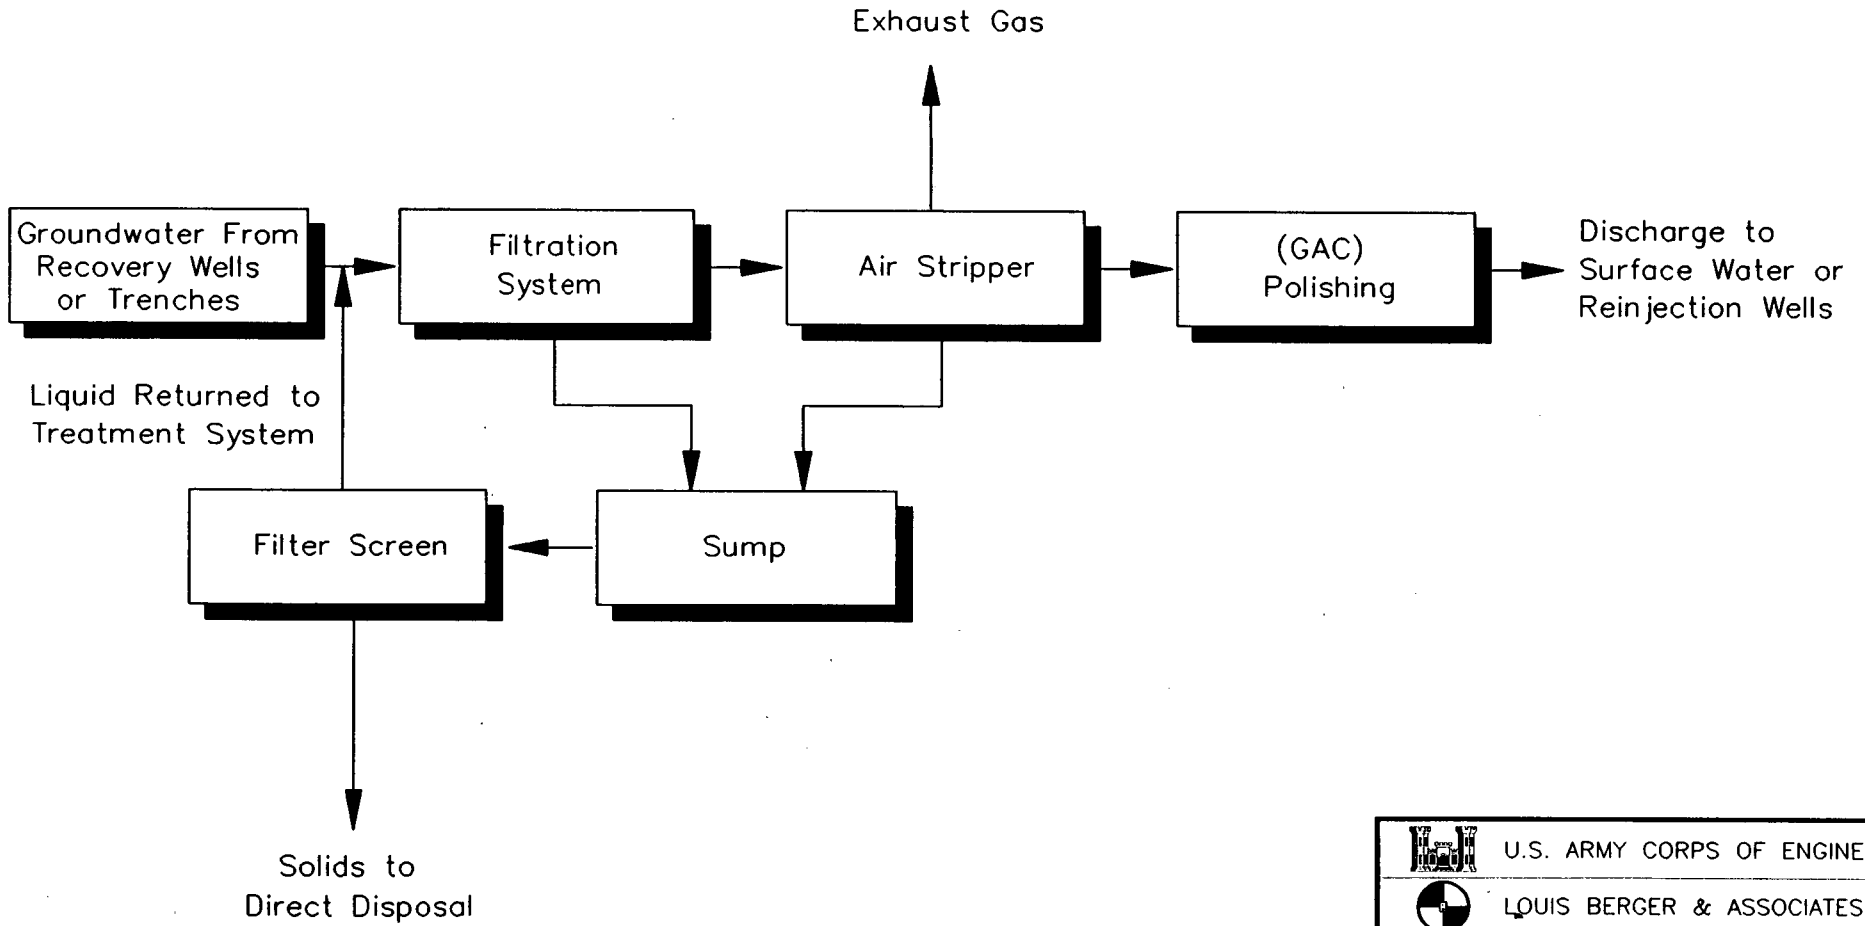 Exhaust Gas
Groundwater From
Recovery Wells
or Trenches
Filtration
System
Air Stripper
(GAC)
Polishing
Discharge to
Surface Water or
Reinjection Wells
Liquid Returned to
Treatment System
Filter Screen
Sump
Solids to
Direct Disposal
U.S. ARMY CORPS OF ENGINE
LOUIS BERGER & ASSOCIATES